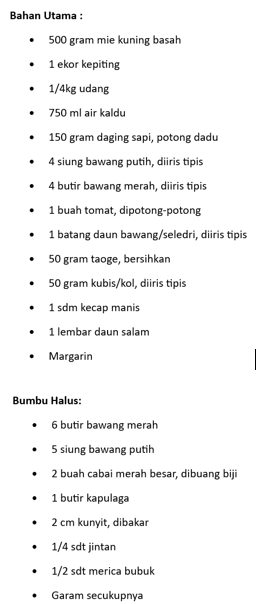 Bahan Utama :
• 500 gram mie kuning basah
• 1 ekor kepiting
• 1/4kg udang
• 750 ml air kaldu
• 150 gram daging sapi, potong dadu
• 4 siung bawang putih, diiris tipis
• 4 butir bawang merah, diiris tipis
• 1 buah tomat, dipotong-potong
• 1 batang daun bawang/seledri, diiris tipis
• 50 gram taoge, bersihkan
• 50 gram kubis/kol, diiris tipis
• 1 sdm kecap manis
• 1 lembar daun salam
• Margarin
Bumbu Halus:
• 6 butir bawang merah
• 5 siung bawang putih
• 2 buah cabai merah besar, dibuang biji
• 1 butir kapulaga
• 2 cm kunyit, dibakar
• 1/4 sdt jintan
• 1/2 sdt merica bubuk
• Garam secukupnya